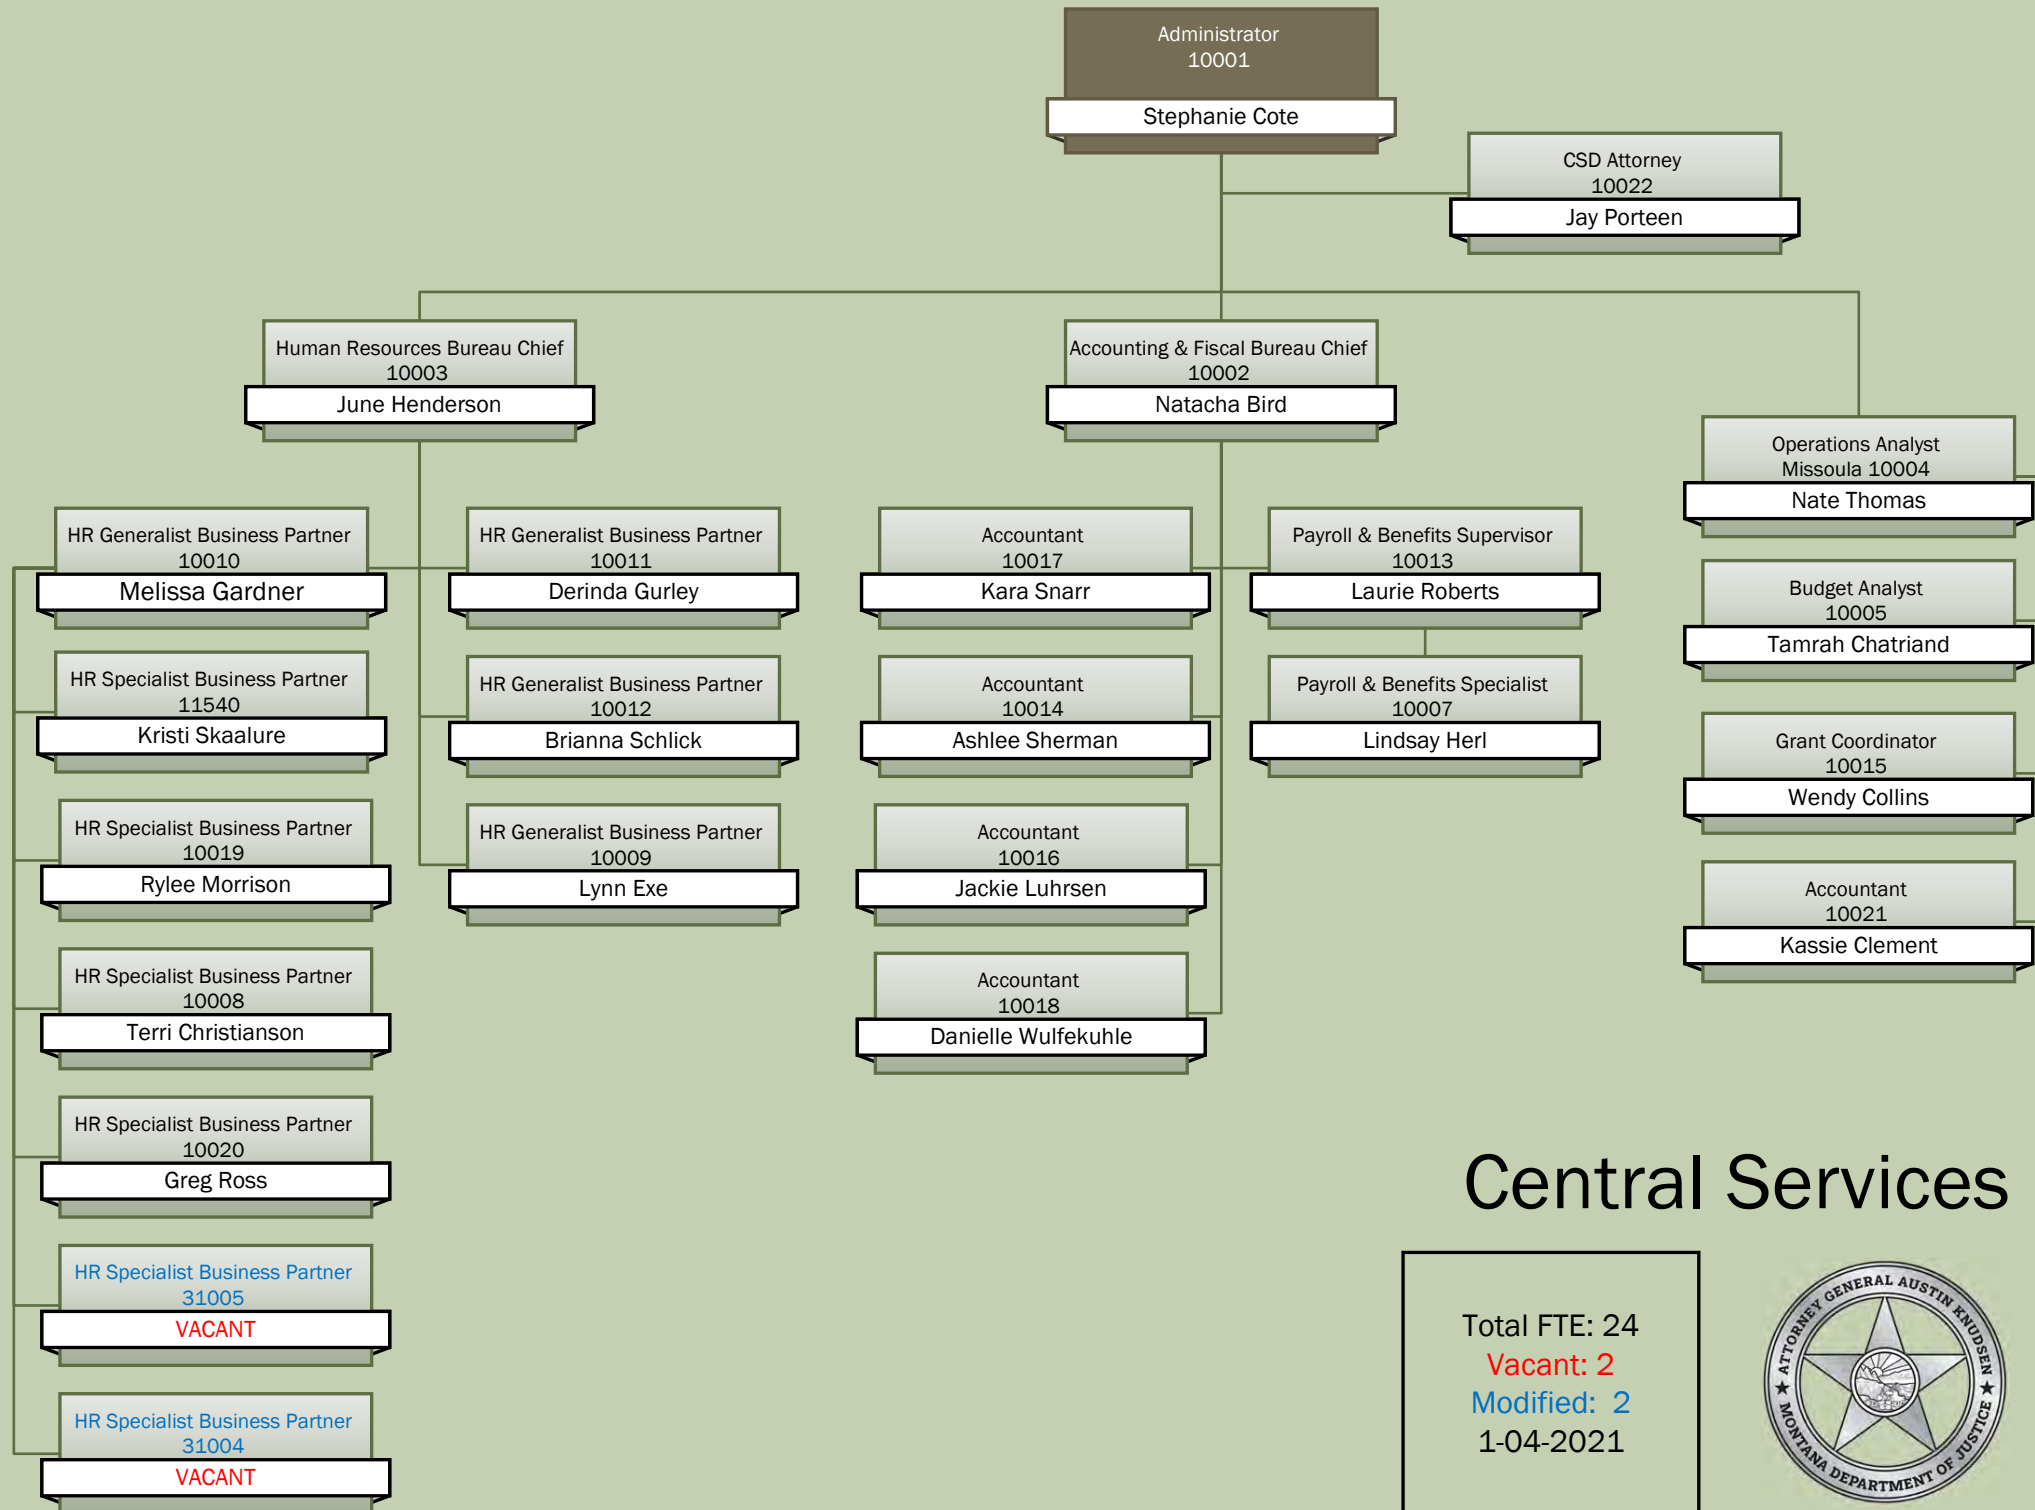 Administrator
10001
Stephanie Cote
CSD Attorney
10022
Jay Porteen
Human Resources Bureau Chief
10003
June Henderson
Accounting & Fiscal Bureau Chief
10002
Natacha Bird
Operations Analyst
Missoula 10004
Nate Thomas
HR Generalist Business Partner
10010
Melissa Gardner
HR Generalist Business Partner
10011
Derinda Gurley
Accountant
10017
Kara Snarr
Payroll & Benefits Supervisor
10013
Laurie Roberts
Budget Analyst
10005
Tamrah Chatriand
HR Specialist Business Partner
11540
Kristi Skaalure
HR Generalist Business Partner
10012
Brianna Schlick
Accountant
10014
Ashlee Sherman
Payroll & Benefits Specialist
10007
Lindsay Herl
Grant Coordinator
10015
Wendy Collins
HR Specialist Business Partner
10019
Rylee Morrison
HR Generalist Business Partner
10009
Lynn Exe
Accountant
10016
Jackie Luhrsen
Accountant
10021
Kassie Clement
HR Specialist Business Partner
10008
Terri Christianson
Accountant
10018
Danielle Wulfekuhle
HR Specialist Business Partner
10020
Greg Ross
HR Specialist Business Partner
31005
VACANT
HR Specialist Business Partner
31004
VACANT
Central Services
Total FTE: 24
Vacant: 2
Modified: 2
1-04-2021
ATTORNEY GENERAL AUSTIN KNUDSEN
MONTANA DEPARTMENT OF JUSTICE